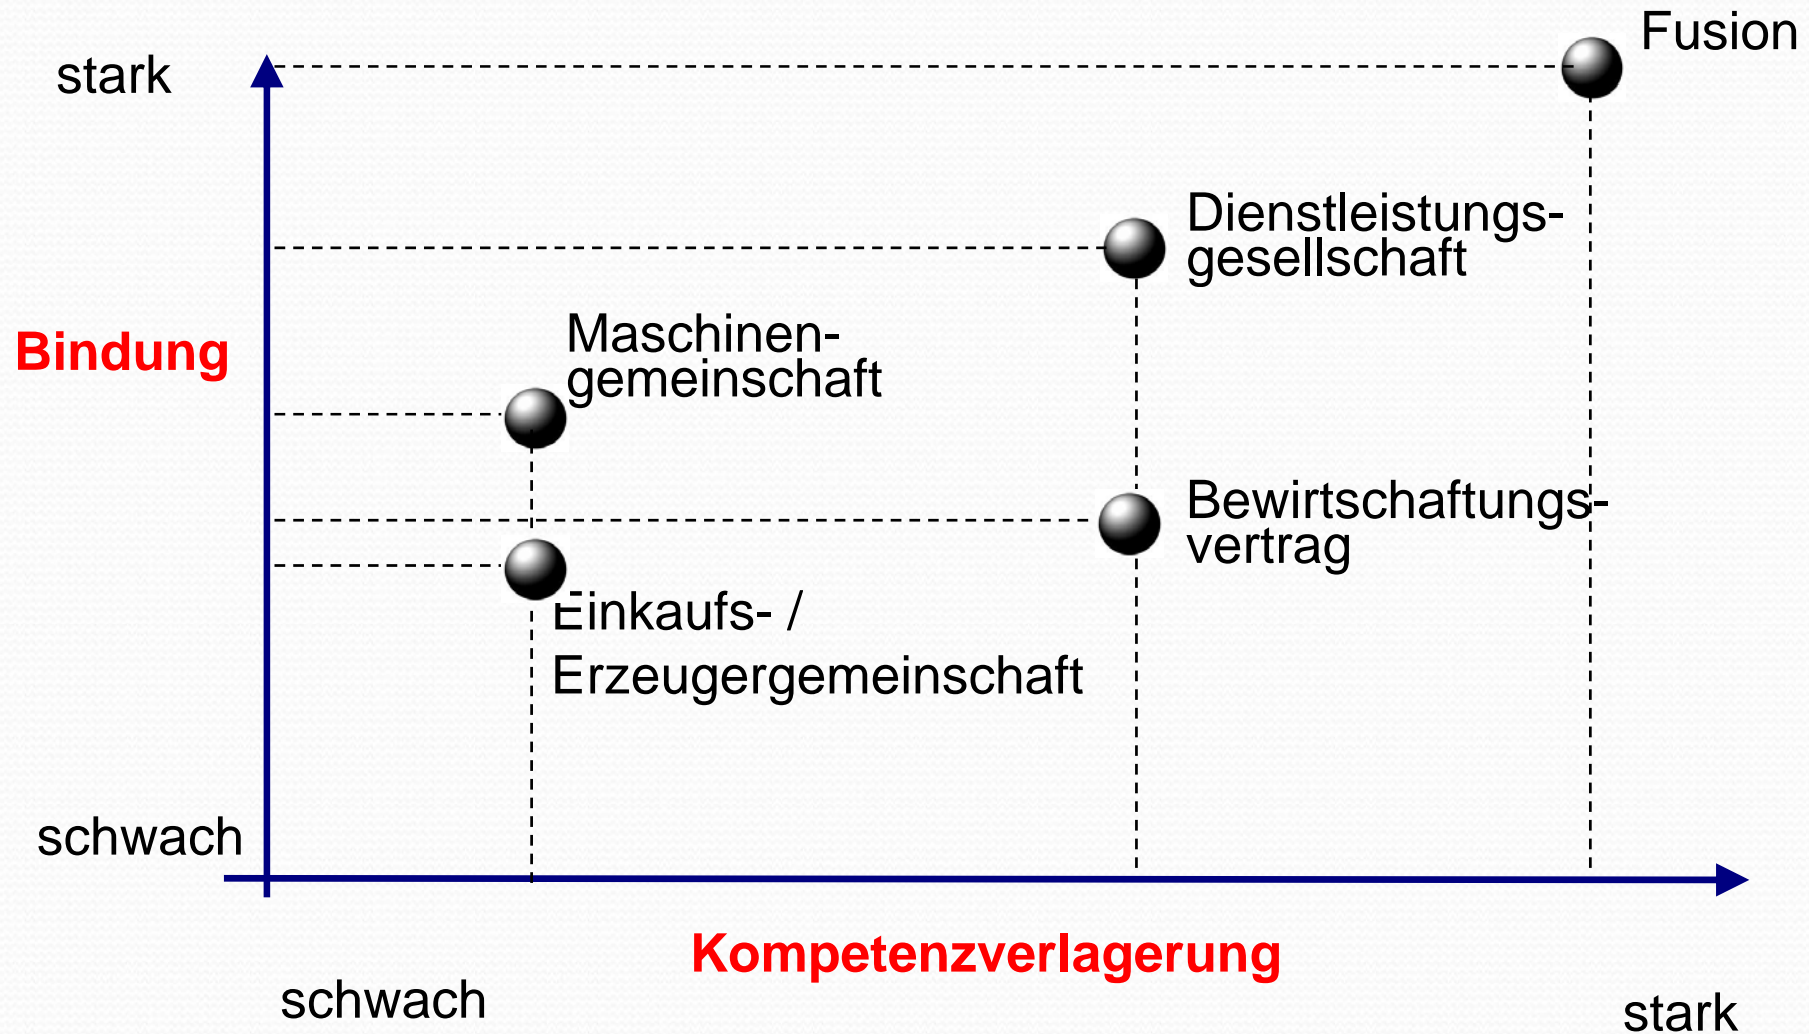 Fusion
stark
Dienstleistungs-
gesellschaft
Maschinen-
gemeinschaft
Bindung
Bewirtschaftungs-
vertrag
Einkaufs- /
Erzeugergemeinschaft
schwach
Kompetenzverlagerung
schwach
stark